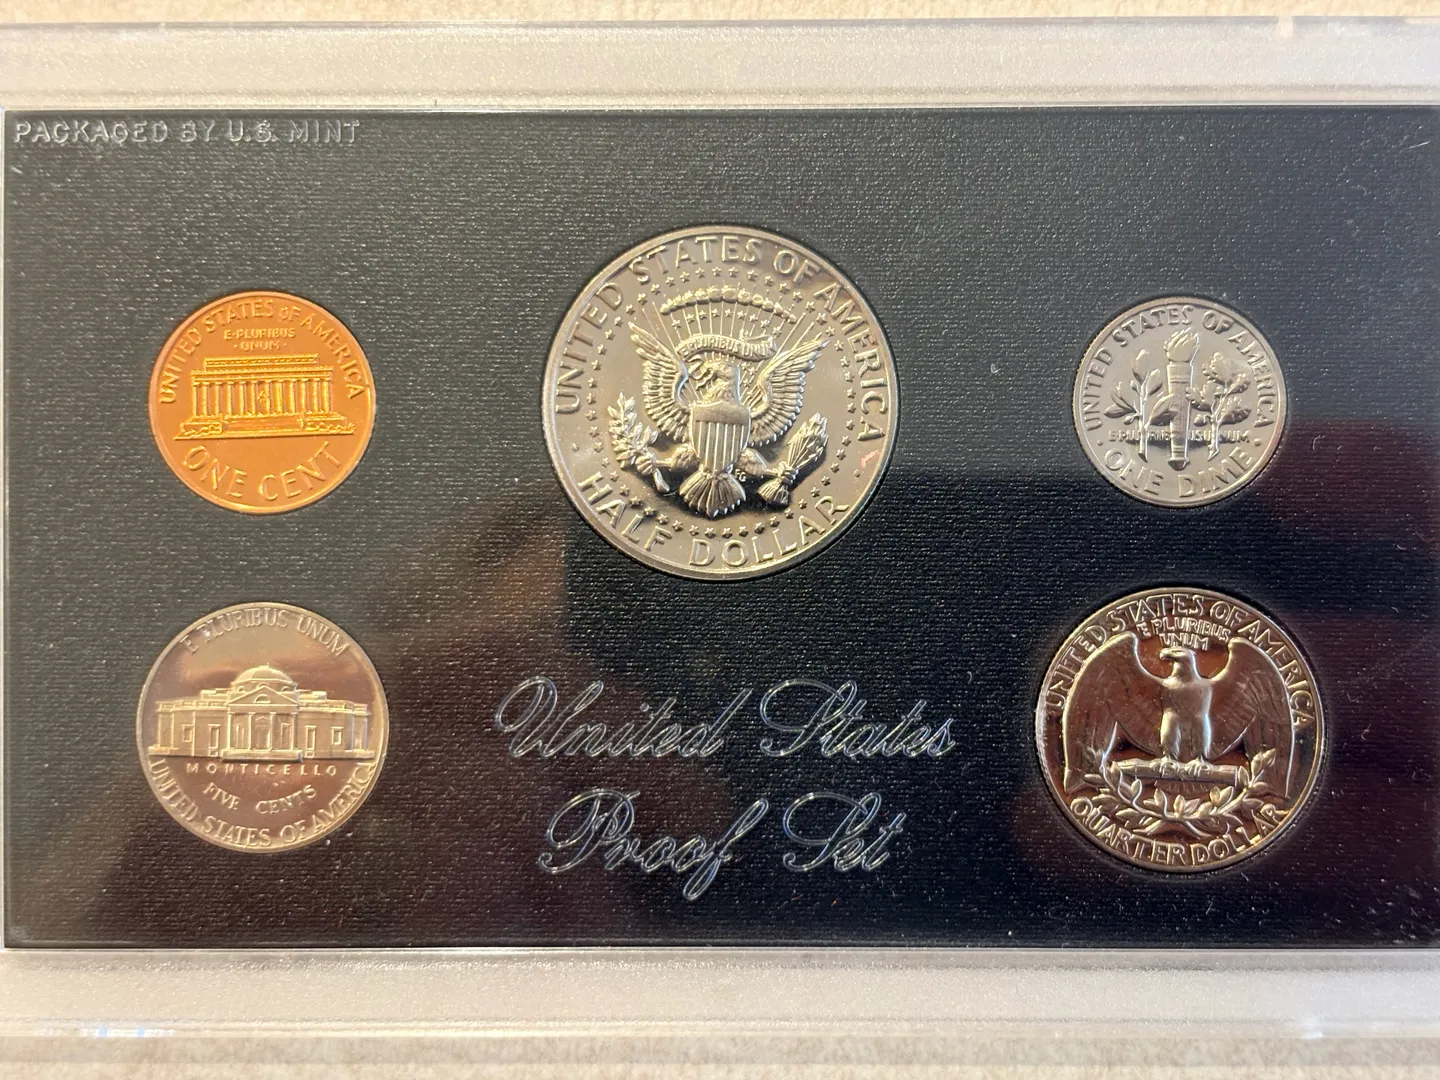 PACKAGED BY U.S. MINT
UNITED STATES OF AMERICA
E·PLURIBUS
·UNUM·
ONE CENT
UNITED STATES OF AMERICA
E PLURIBUS UNUM
FG
HALF DOLLAR
UNITED STATES OF AMERICA
E PLURIBUS UNUM
· ONE DIME ·
E PLURIBUS UNUM
MONTICELLO
FIVE CENTS
UNITED STATES OF AMERICA
United States
Proof Set
UNITED STATES OF AMERICA
E PLURIBUS
UNUM
QUARTER DOLLAR